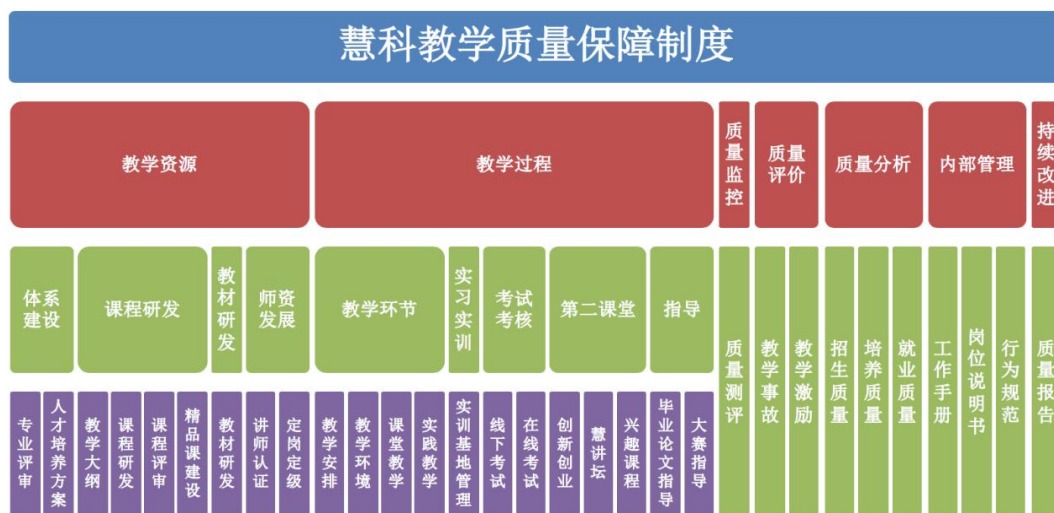 慧科教学质量保障制度
教学资源
教学过程
质量监控
质量评价
质量分析
内部管理
持续改进
体系建设
课程研发
教材研发
师资发展
教学环节
实习实训
考试考核
第二课堂
指导
质量测评
教学事故
教学激励
招生质量
培养质量
就业质量
工作手册
岗位说明书
行为规范
质量报告
专业评审
人才培养方案
教学大纲
课程研发
课程评审
精品课建设
教材研发
讲师认证
定岗定级
教学安排
教学环境
课堂教学
实践教学
实训基地管理
线下考试
在线考试
创新创业
慧讲坛
兴趣课程
毕业论文指导
大赛指导